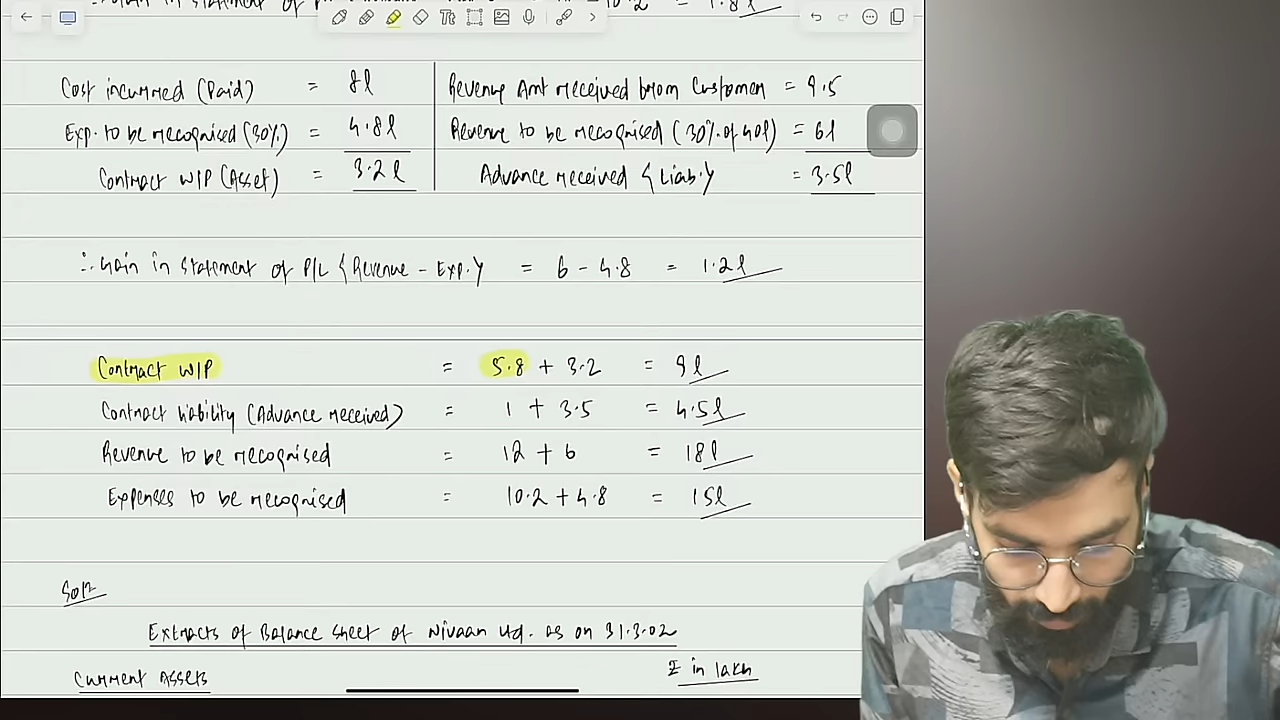 Cost incurred (Paid) = 8l
Exp. to be recognised (30%) = 4.8l
Contract WIP (Asset) = 3.2l
Revenue Amt received from Customer = 9.5
Revenue to be recognised (30% of 40l) = 6l
Advance received {Liab.} = 3.5l
∴ Gain in statement of P/L {Revenue - Exp.} = 6 - 4.8 = 1.2l
Contract WIP = 5.8 + 3.2 = 9l
Contract liability (Advance received) = 1 + 3.5 = 4.5l
Revenue to be recognised = 12 + 6 = 18l
Expenses to be recognised = 10.2 + 4.8 = 15l
Soln
Extracts of Balance sheet of Nivaan Ltd. as on 31.3.02
₹ in lakh
Current Assets